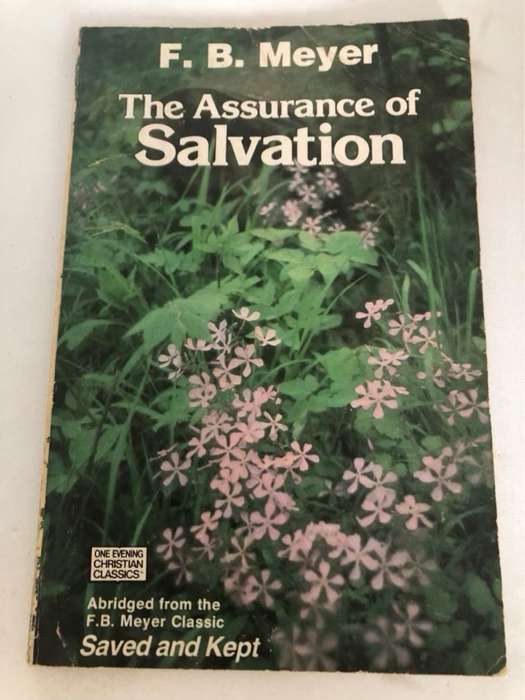 F. B. Meyer
The Assurance of
Salvation
ONE EVENING
CHRISTIAN
CLASSICS
Abridged from the
F.B. Meyer Classic
Saved and Kept